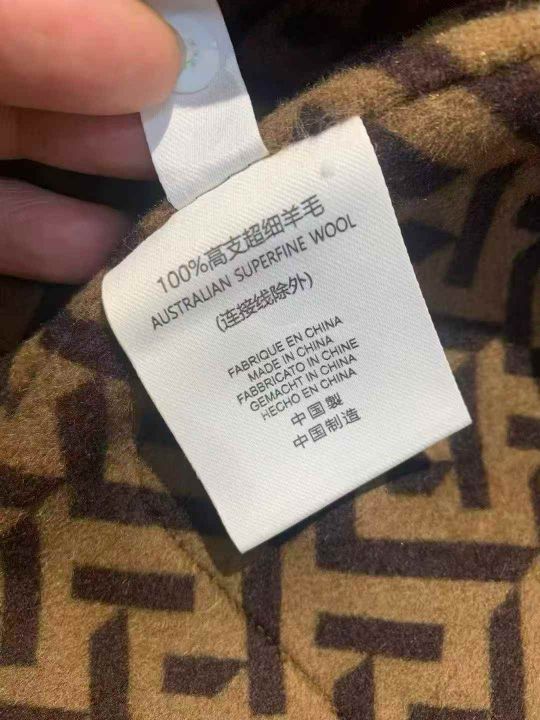 100%高支超细羊毛
AUSTRALIAN SUPERFINE WOOL
(连接线除外)
FABRIQUE EN CHINA
MADE IN CHINA
FABBRICATO IN CHINE
GEMACHT IN CHINA
HECHO EN CHINA
中国製
中国制造